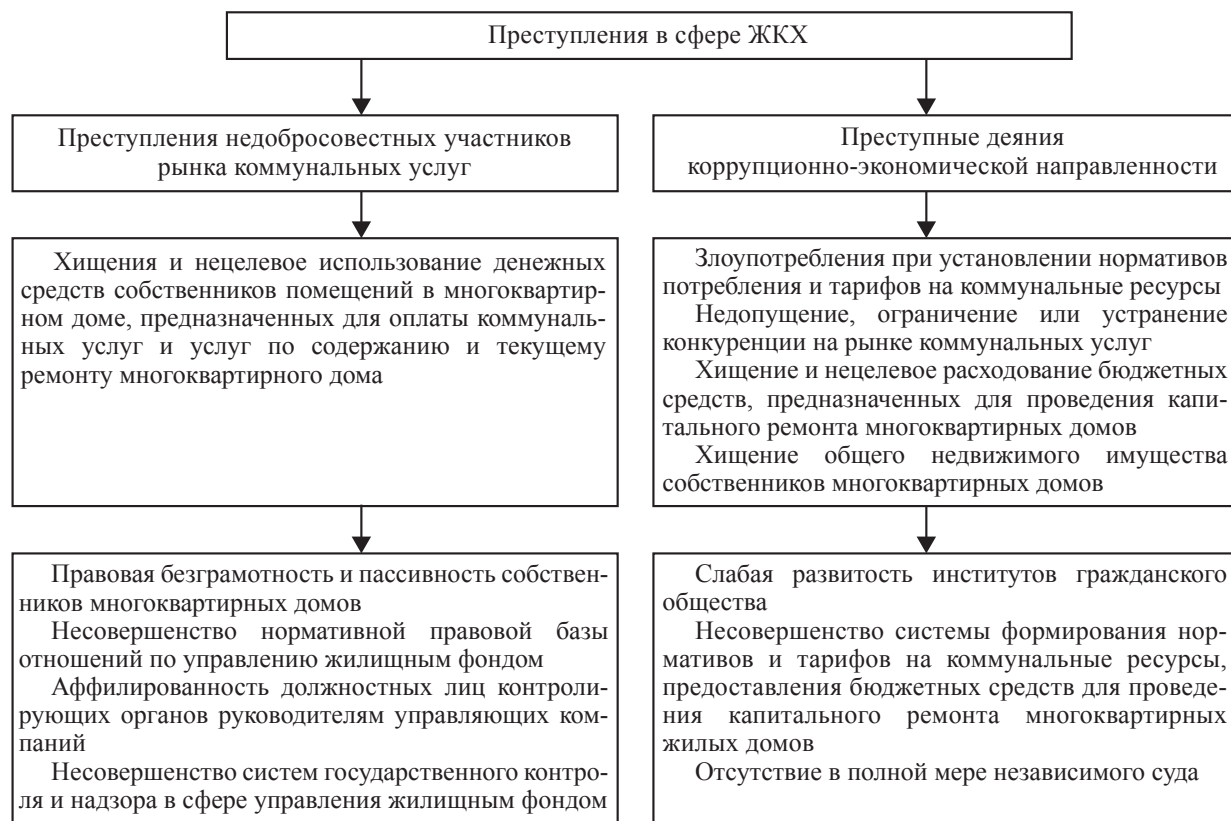 Преступления в сфере ЖКХ
Преступления недобросовестных участников
рынка коммунальных услуг
Преступные деяния
коррупционно-экономической направленности
Хищения и нецелевое использование денежных
средств собственников помещений в многоквартир-
ном доме, предназначенных для оплаты коммуналь-
ных услуг и услуг по содержанию и текущему
ремонту многоквартирного дома
Злоупотребления при установлении нормативов
потребления и тарифов на коммунальные ресурсы
Недопущение, ограничение или устранение
конкуренции на рынке коммунальных услуг
Хищение и нецелевое расходование бюджетных
средств, предназначенных для проведения капи-
тального ремонта многоквартирных домов
Хищение общего недвижимого имущества
собственников многоквартирных домов
Правовая безграмотность и пассивность собствен-
ников многоквартирных домов
Несовершенство нормативной правовой базы
отношений по управлению жилищным фондом
Аффилированность должностных лиц контроли-
рующих органов руководителям управляющих ком-
паний
Несовершенство систем государственного контро-
ля и надзора в сфере управления жилищным фондом
Слабая развитость институтов гражданского
общества
Несовершенство системы формирования нор-
мативов и тарифов на коммунальные ресурсы,
предоставления бюджетных средств для проведе-
ния капитального ремонта многоквартирных
жилых домов
Отсутствие в полной мере независимого суда